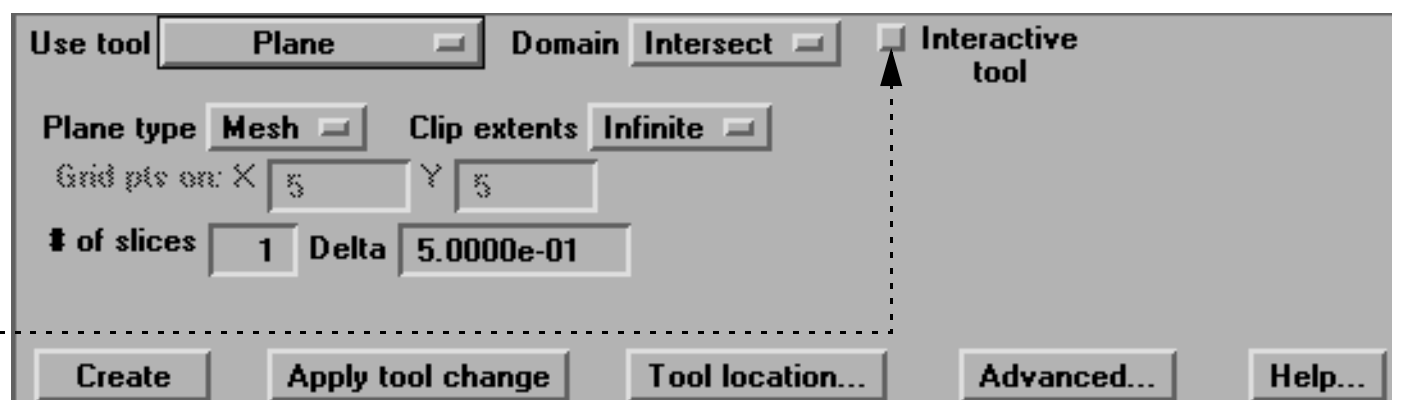 Use tool Plane Domain Intersect Interactive
tool
Plane type Mesh Clip extents Infinite
Grid pts on: X 5 Y 5
# of slices 1 Delta 5.0000e-01
Create Apply tool change Tool location... Advanced... Help...